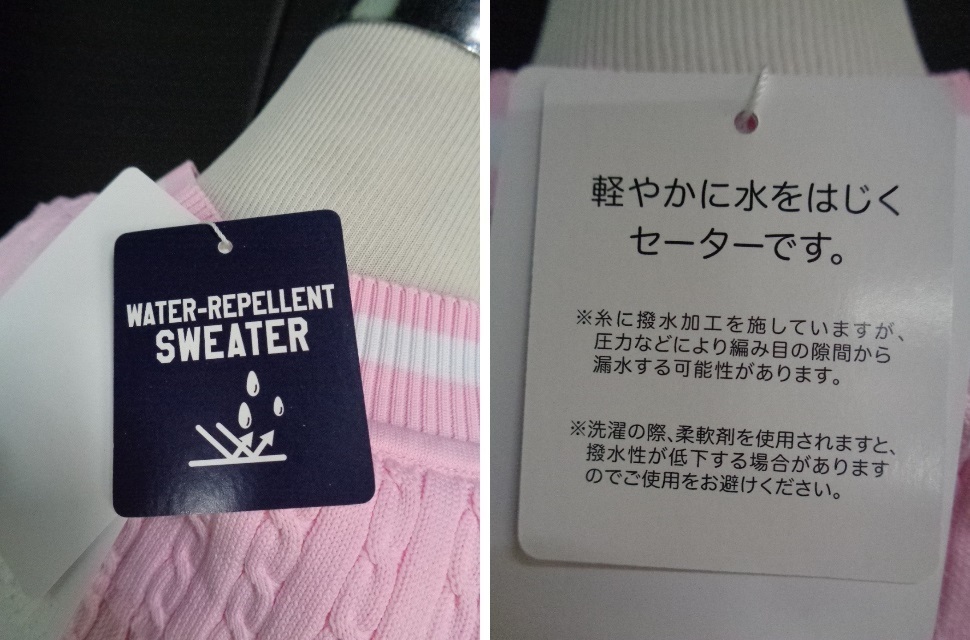 WATER-REPELLENT
SWEATER
軽やかに水をはじく
セーターです。
※糸に撥水加工を施していますが、
圧力などにより編み目の隙間から
漏水する可能性があります。
※洗濯の際、柔軟剤を使用されますと、
撥水性が低下する場合があります
のでご使用をお避けください。